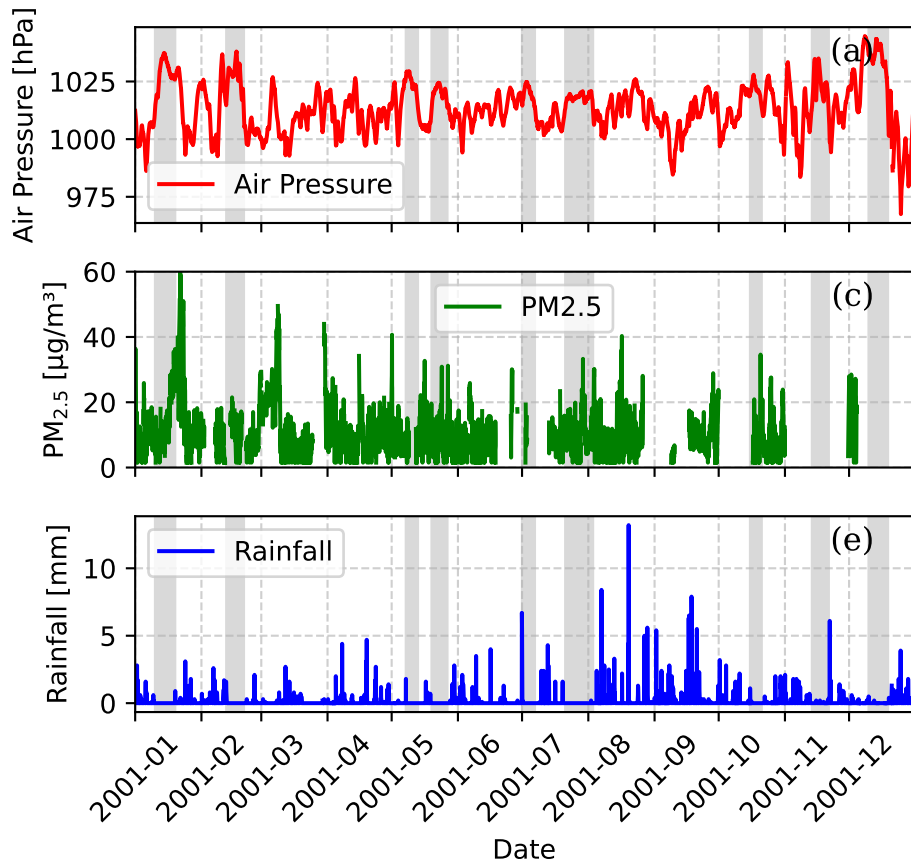 Air Pressure [hPa]
1025
1000
975
Air Pressure
(a)
PM₂.₅ [μg/m³]
60
40
20
0
PM2.5
(c)
Rainfall [mm]
10
5
0
Rainfall
(e)
2001-01
2001-02
2001-03
2001-04
2001-05
2001-06
2001-07
2001-08
2001-09
2001-10
2001-11
2001-12
Date